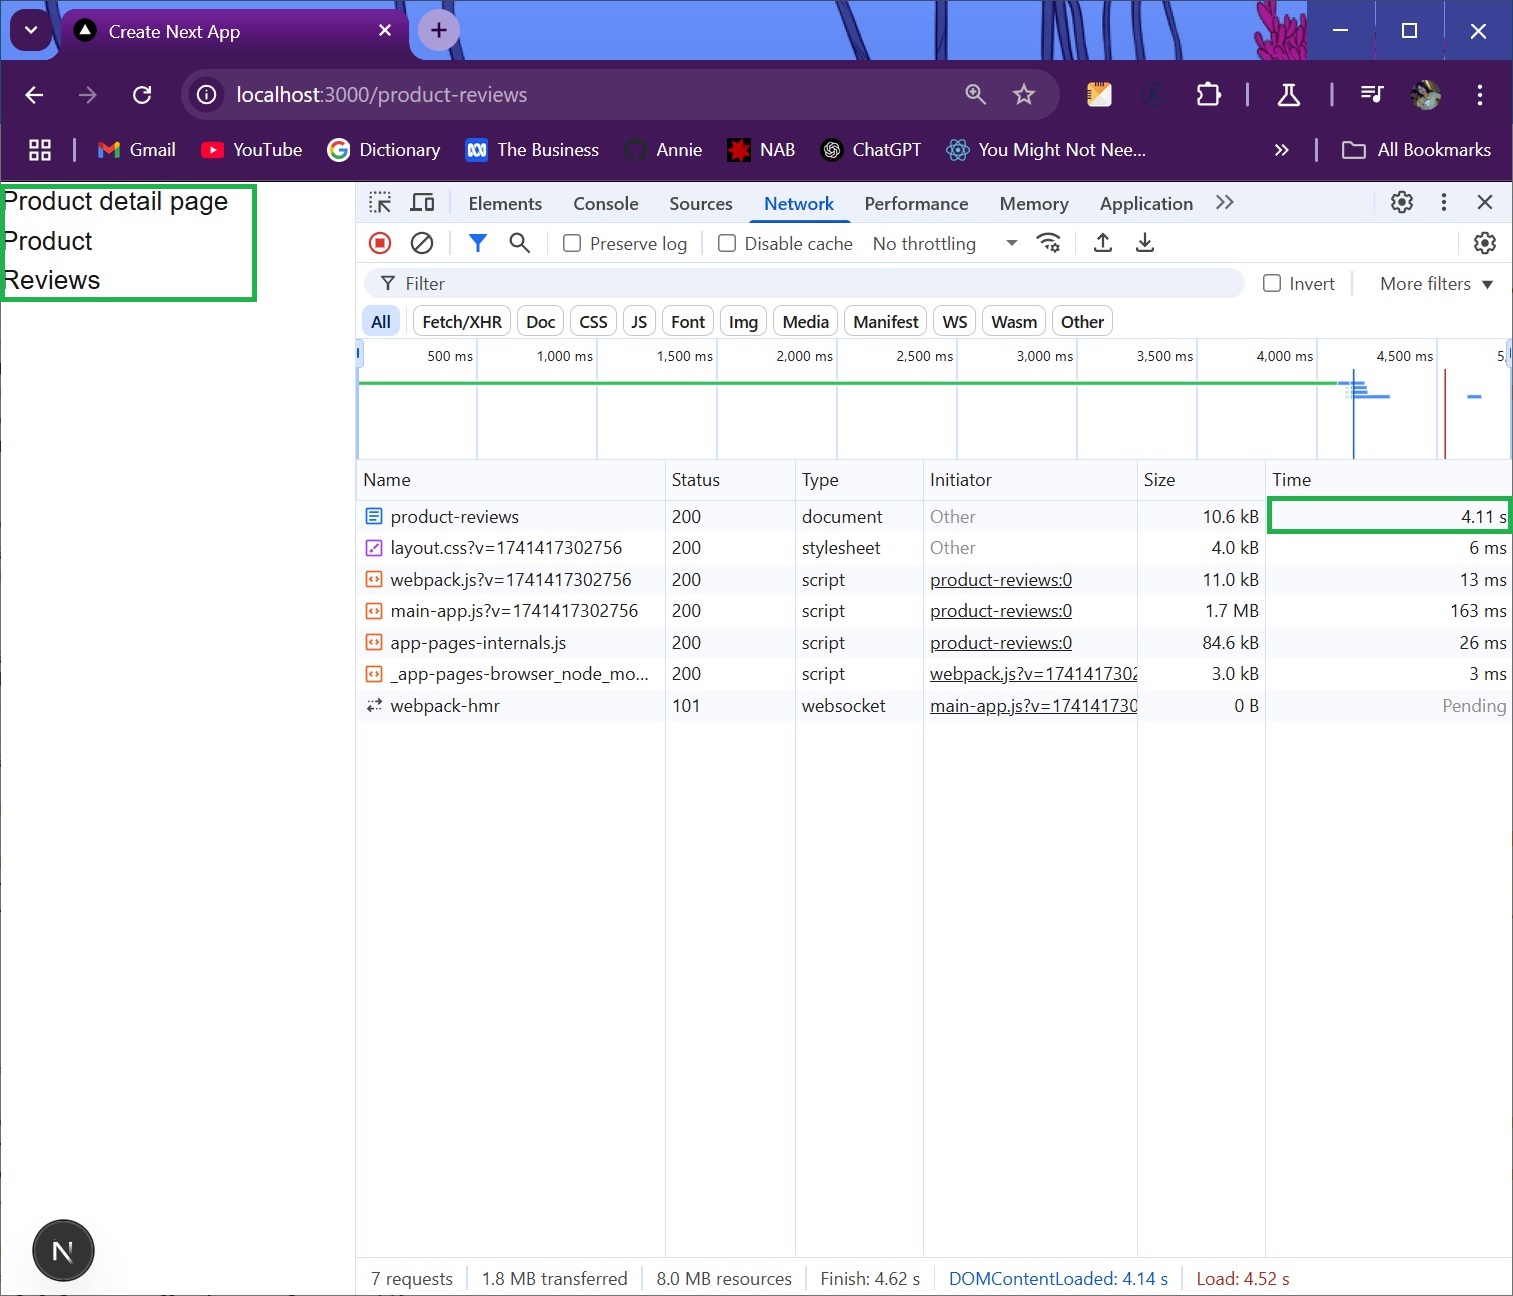 Create Next App
localhost:3000/product-reviews
Gmail YouTube Dictionary The Business Annie NAB ChatGPT You Might Not Nee... All Bookmarks
Product detail page
Product
Reviews
Elements Console Sources Network Performance Memory Application
Preserve log Disable cache No throttling
Filter Invert More filters
All Fetch/XHR Doc CSS JS Font Img Media Manifest WS Wasm Other
500 ms 1,000 ms 1,500 ms 2,000 ms 2,500 ms 3,000 ms 3,500 ms 4,000 ms 4,500 ms 5,
Name Status Type Initiator Size Time
product-reviews 200 document Other 10.6 kB 4.11 s
layout.css?v=1741417302756 200 stylesheet Other 4.0 kB 6 ms
webpack.js?v=1741417302756 200 script product-reviews:0 11.0 kB 13 ms
main-app.js?v=1741417302756 200 script product-reviews:0 1.7 MB 163 ms
app-pages-internals.js 200 script product-reviews:0 84.6 kB 26 ms
_app-pages-browser_node_mo... 200 script webpack.js?v=1741417302 3.0 kB 3 ms
webpack-hmr 101 websocket main-app.js?v=174141730 0 B Pending
N
7 requests 1.8 MB transferred 8.0 MB resources Finish: 4.62 s DOMContentLoaded: 4.14 s Load: 4.52 s